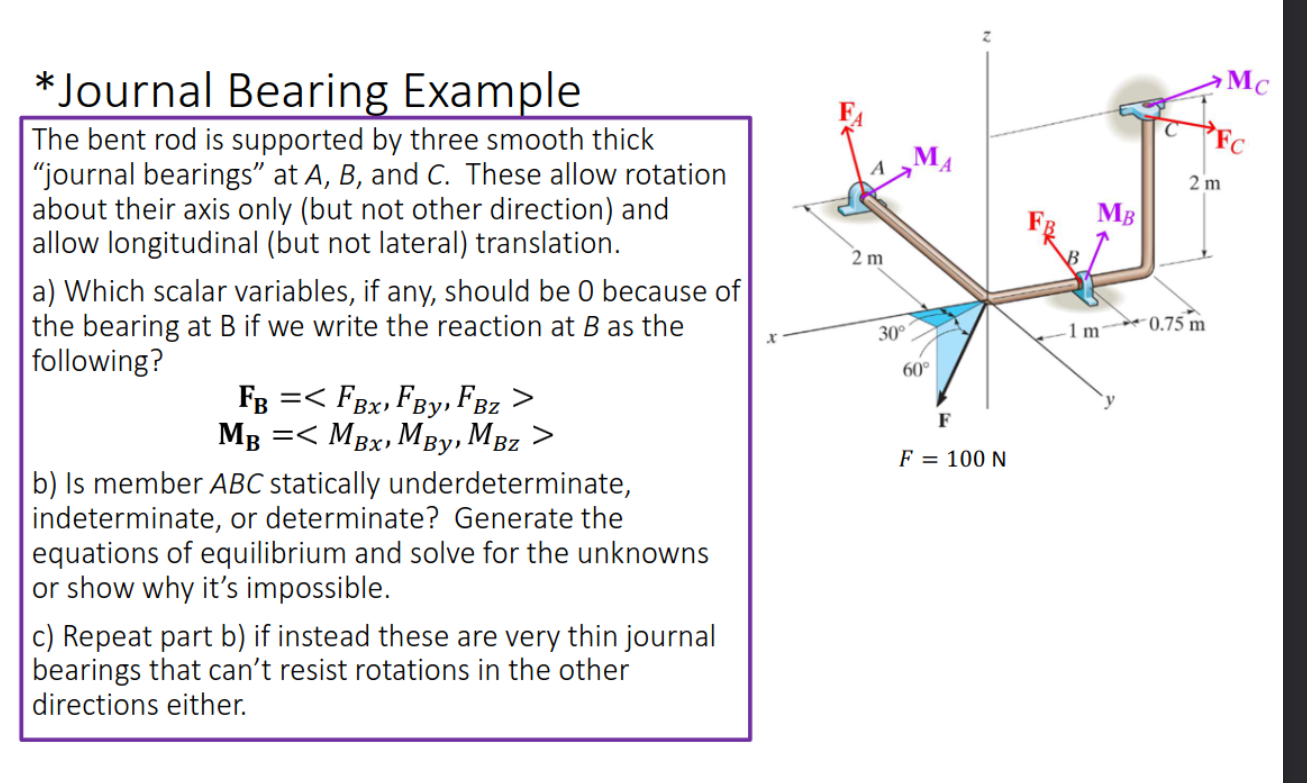 *Journal Bearing Example
The bent rod is supported by three smooth thick
“journal bearings” at A, B, and C. These allow rotation
about their axis only (but not other direction) and
allow longitudinal (but not lateral) translation.
a) Which scalar variables, if any, should be 0 because of
the bearing at B if we write the reaction at B as the
following?
F_B =< F_Bx, F_By, F_Bz >
M_B =< M_Bx, M_By, M_Bz >
b) Is member ABC statically underdeterminate,
indeterminate, or determinate? Generate the
equations of equilibrium and solve for the unknowns
or show why it’s impossible.
c) Repeat part b) if instead these are very thin journal
bearings that can’t resist rotations in the other
directions either.
z
M_C
F_A
C
F_C
A
M_A
2 m
F_B
M_B
2 m
B
x
30°
1 m
0.75 m
60°
y
F
F = 100 N